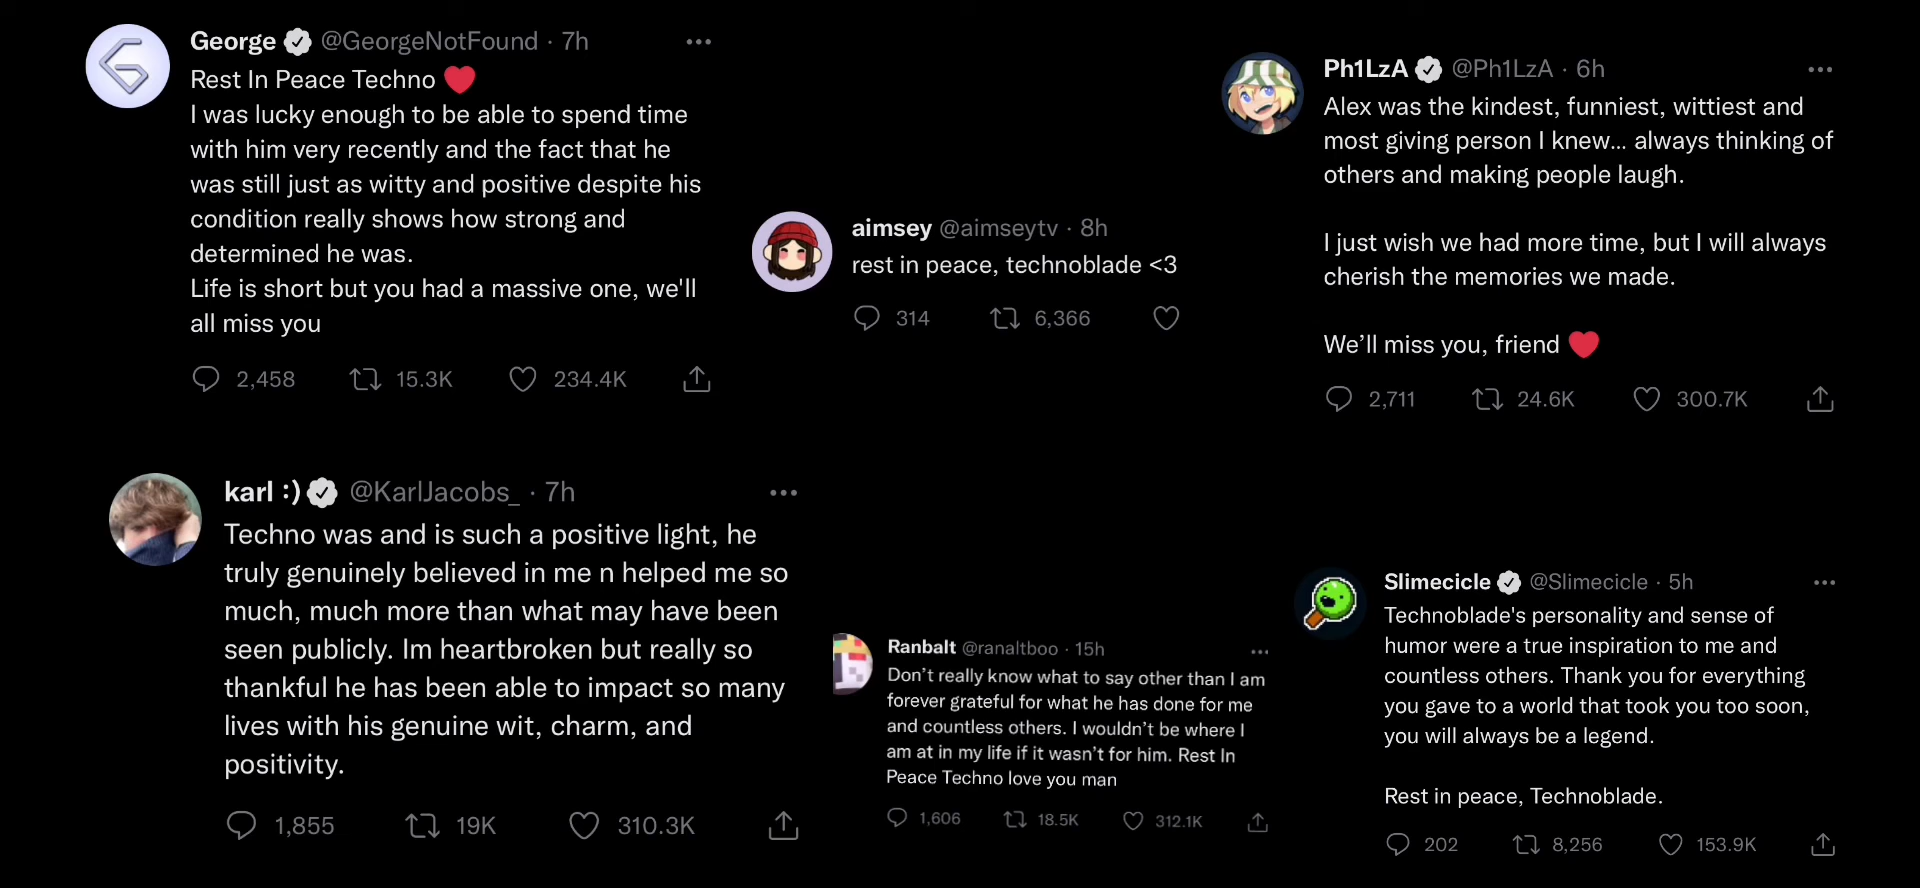 George @GeorgeNotFound · 7h
Rest In Peace Techno ❤️
I was lucky enough to be able to spend time
with him very recently and the fact that he
was still just as witty and positive despite his
condition really shows how strong and
determined he was.
Life is short but you had a massive one, we'll
all miss you
2,458 15.3K 234.4K
aimsey @aimseytv · 8h
rest in peace, technoblade <3
314 6,366
Ph1LzA @Ph1LzA · 6h
Alex was the kindest, funniest, wittiest and
most giving person I knew... always thinking of
others and making people laugh.
I just wish we had more time, but I will always
cherish the memories we made.
We’ll miss you, friend ❤️
2,711 24.6K 300.7K
karl :) @KarlJacobs_ · 7h
Techno was and is such a positive light, he
truly genuinely believed in me n helped me so
much, much more than what may have been
seen publicly. Im heartbroken but really so
thankful he has been able to impact so many
lives with his genuine wit, charm, and
positivity.
1,855 19K 310.3K
Ranbalt @ranaltboo · 15h
Don’t really know what to say other than I am
forever grateful for what he has done for me
and countless others. I wouldn’t be where I
am at in my life if it wasn’t for him. Rest In
Peace Techno love you man
1,606 18.5K 312.1K
Slimecicle @Slimecicle · 5h
Technoblade's personality and sense of
humor were a true inspiration to me and
countless others. Thank you for everything
you gave to a world that took you too soon,
you will always be a legend.
Rest in peace, Technoblade.
202 8,256 153.9K